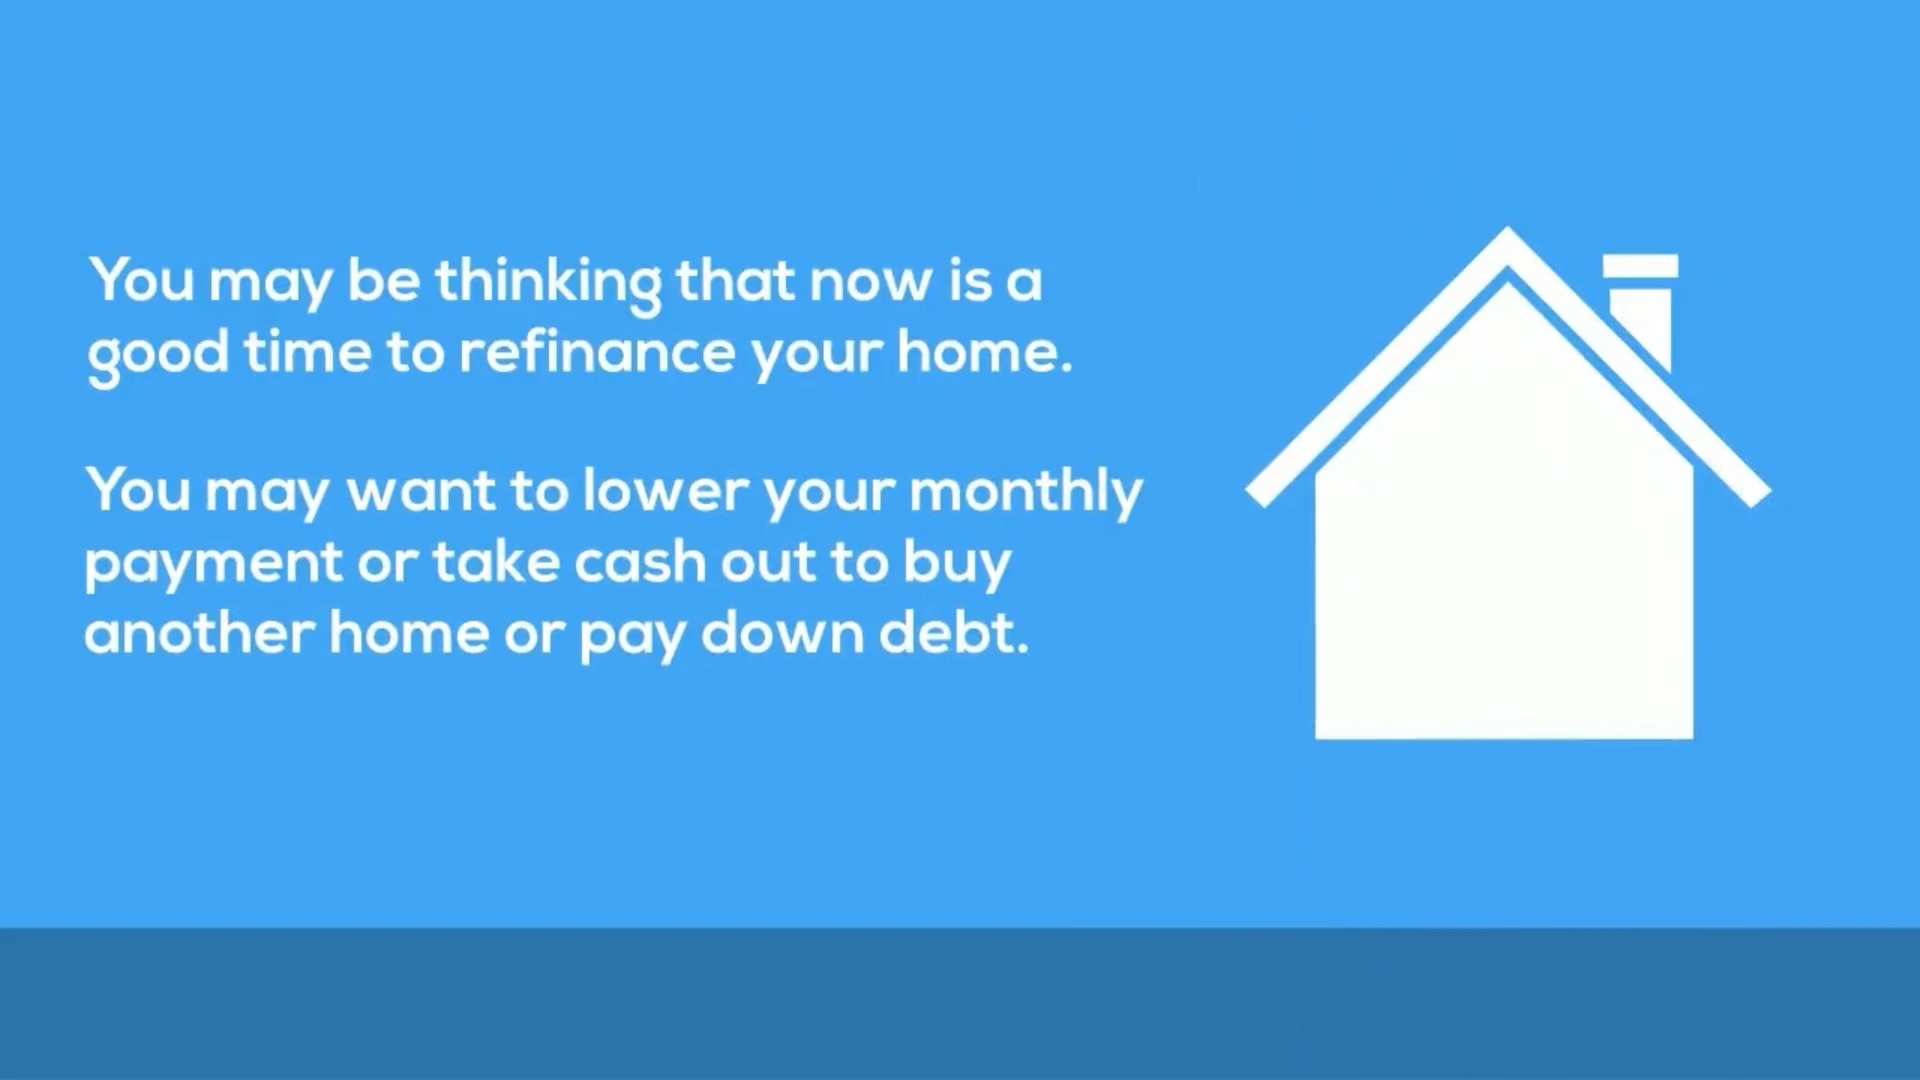 You may be thinking that now is a
good time to refinance your home.
You may want to lower your monthly
payment or take cash out to buy
another home or pay down debt.